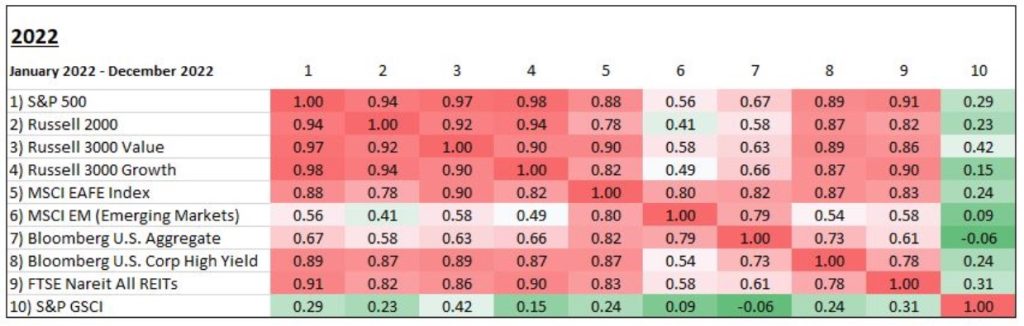 2022
January 2022 - December 2022 1 2 3 4 5 6 7 8 9 10
1) S&P 500 1.00 0.94 0.97 0.98 0.88 0.56 0.67 0.89 0.91 0.29
2) Russell 2000 0.94 1.00 0.92 0.94 0.78 0.41 0.58 0.87 0.82 0.23
3) Russell 3000 Value 0.97 0.92 1.00 0.90 0.90 0.58 0.63 0.89 0.86 0.42
4) Russell 3000 Growth 0.98 0.94 0.90 1.00 0.82 0.49 0.66 0.87 0.90 0.15
5) MSCI EAFE Index 0.88 0.78 0.90 0.82 1.00 0.80 0.82 0.87 0.83 0.24
6) MSCI EM (Emerging Markets) 0.56 0.41 0.58 0.49 0.80 1.00 0.79 0.54 0.58 0.09
7) Bloomberg U.S. Aggregate 0.67 0.58 0.63 0.66 0.82 0.79 1.00 0.73 0.61 -0.06
8) Bloomberg U.S. Corp High Yield 0.89 0.87 0.89 0.87 0.87 0.54 0.73 1.00 0.78 0.24
9) FTSE Nareit All REITs 0.91 0.82 0.86 0.90 0.83 0.58 0.61 0.78 1.00 0.31
10) S&P GSCI 0.29 0.23 0.42 0.15 0.24 0.09 -0.06 0.24 0.31 1.00